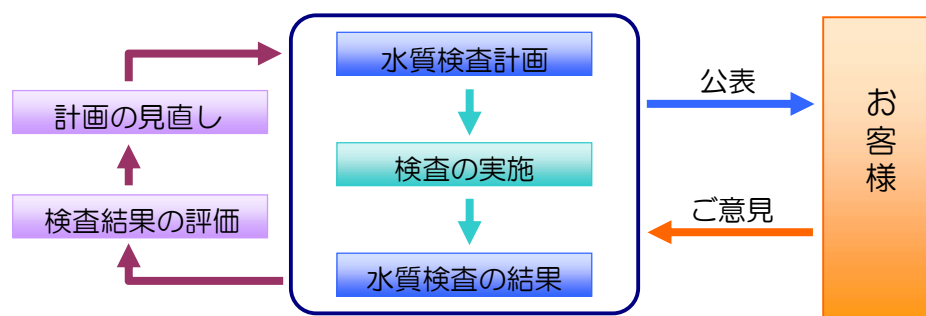 水質検査計画
検査の実施
水質検査の結果
検査結果の評価
計画の見直し
公表
ご意見
お客様